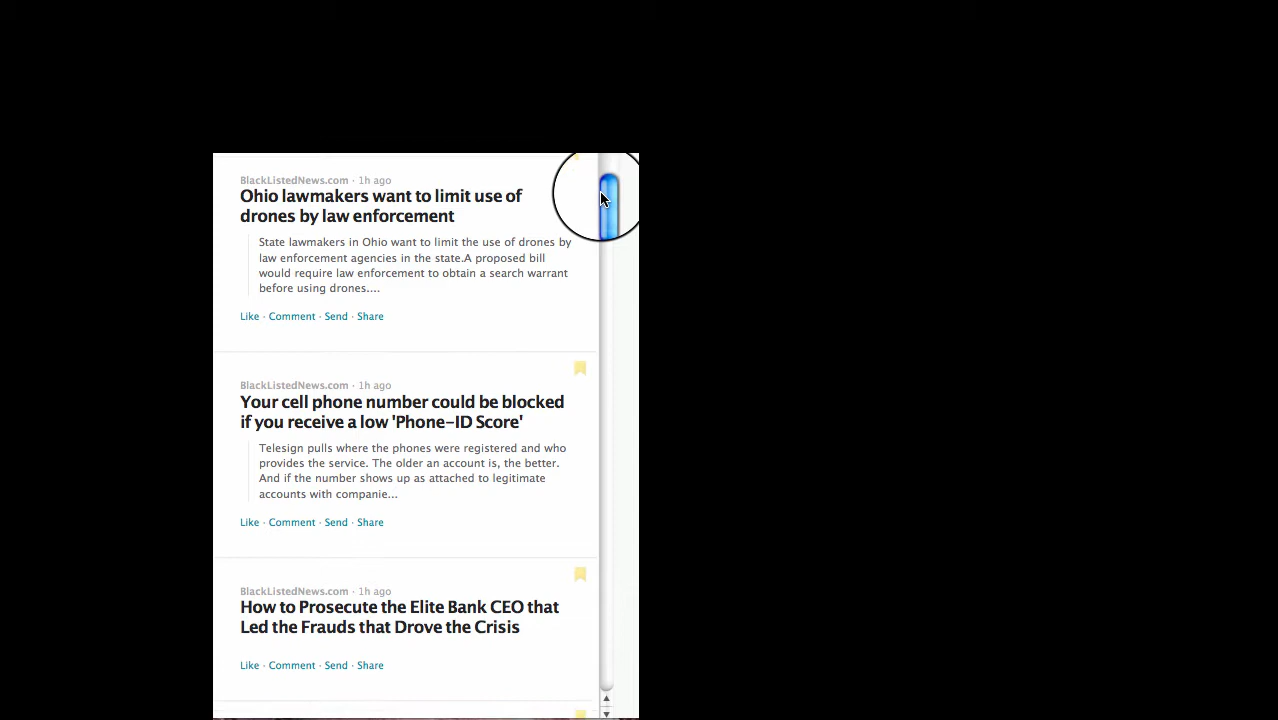 BlackListedNews.com · 1h ago
Ohio lawmakers want to limit use of
drones by law enforcement
State lawmakers in Ohio want to limit the use of drones by
law enforcement agencies in the state.A proposed bill
would require law enforcement to obtain a search warrant
before using drones....
Like · Comment · Send · Share
BlackListedNews.com · 1h ago
Your cell phone number could be blocked
if you receive a low 'Phone-ID Score'
Telesign pulls where the phones were registered and who
provides the service. The older an account is, the better.
And if the number shows up as attached to legitimate
accounts with companie...
Like · Comment · Send · Share
BlackListedNews.com · 1h ago
How to Prosecute the Elite Bank CEO that
Led the Frauds that Drove the Crisis
Like · Comment · Send · Share